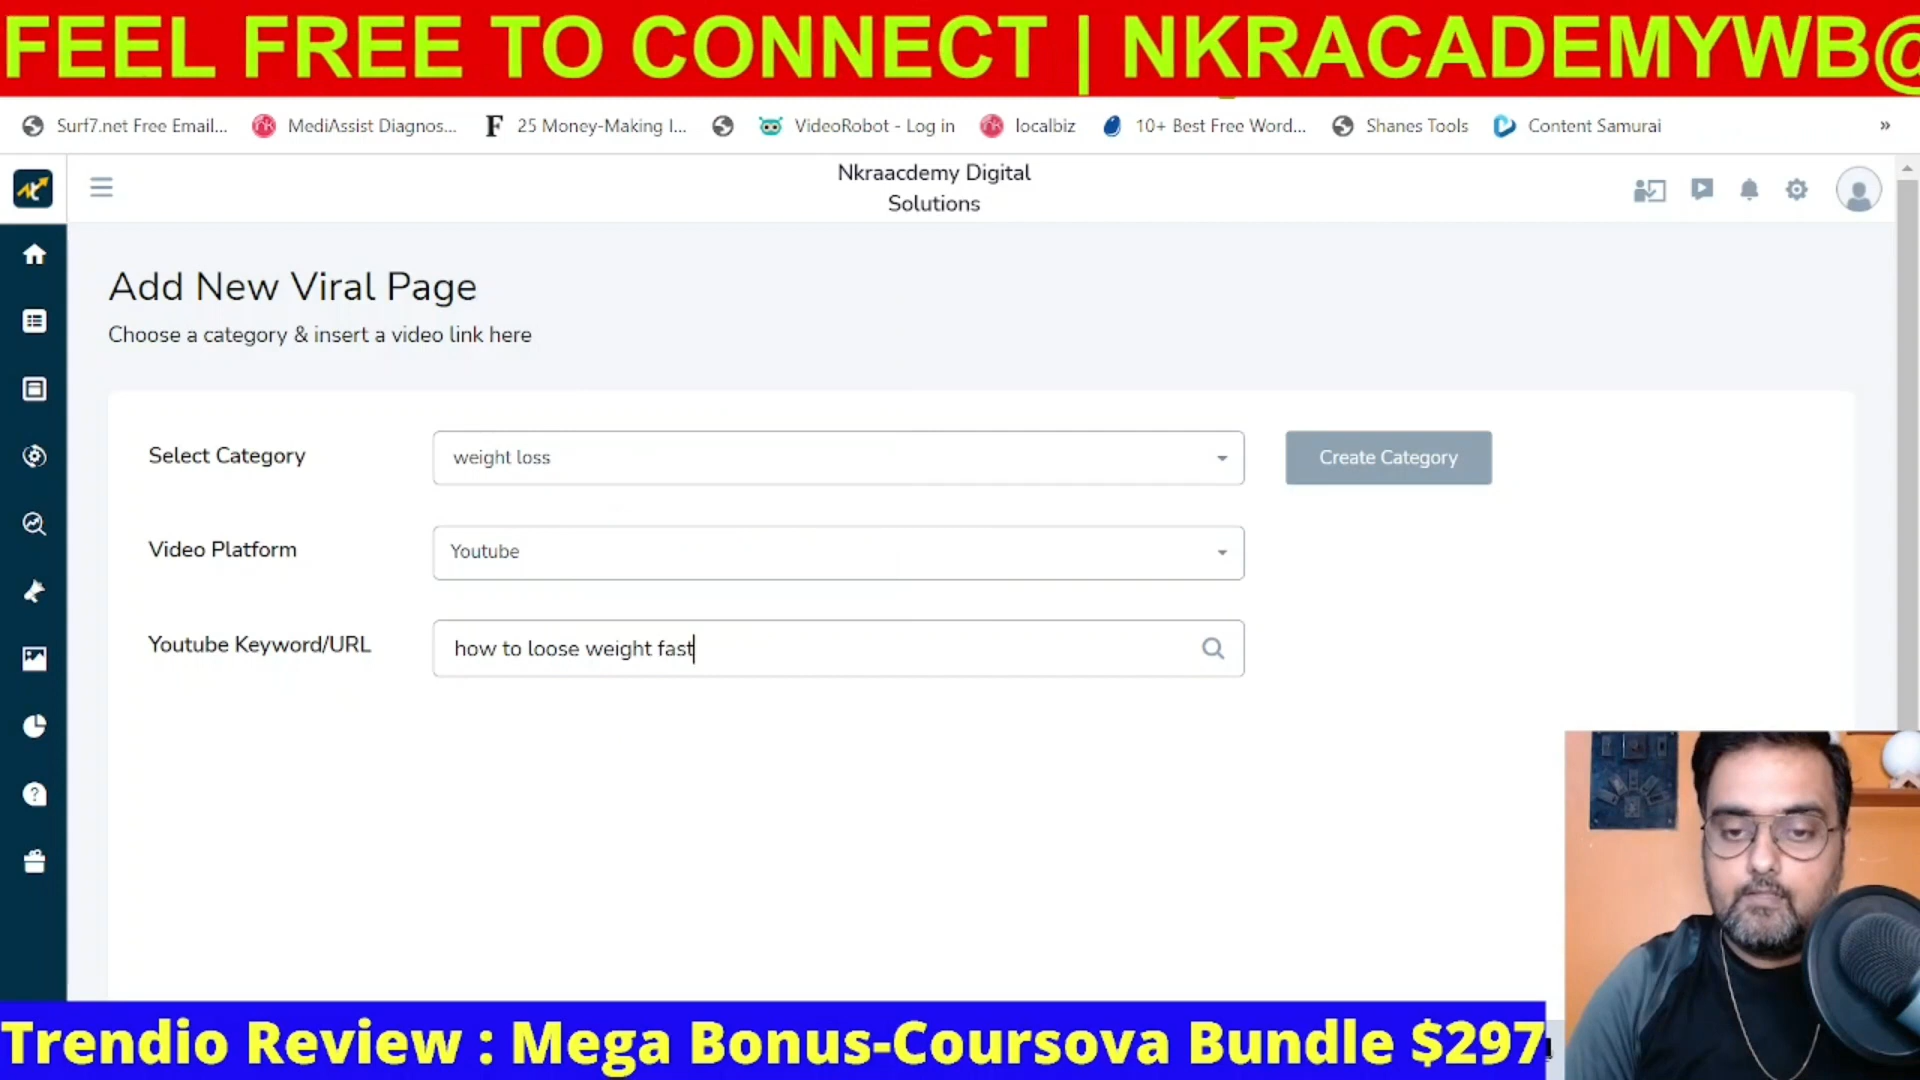 FEEL FREE TO CONNECT | NKRACADEMYWB@
Surf7.net Free Email... MediAssist Diagnos... 25 Money-Making I... VideoRobot - Log in localbiz 10+ Best Free Word... Shanes Tools Content Samurai »
Nkraacdemy Digital
Solutions
Add New Viral Page
Choose a category & insert a video link here
Select Category weight loss Create Category
Video Platform Youtube
Youtube Keyword/URL how to loose weight fast
Trendio Review : Mega Bonus-Coursova Bundle $297